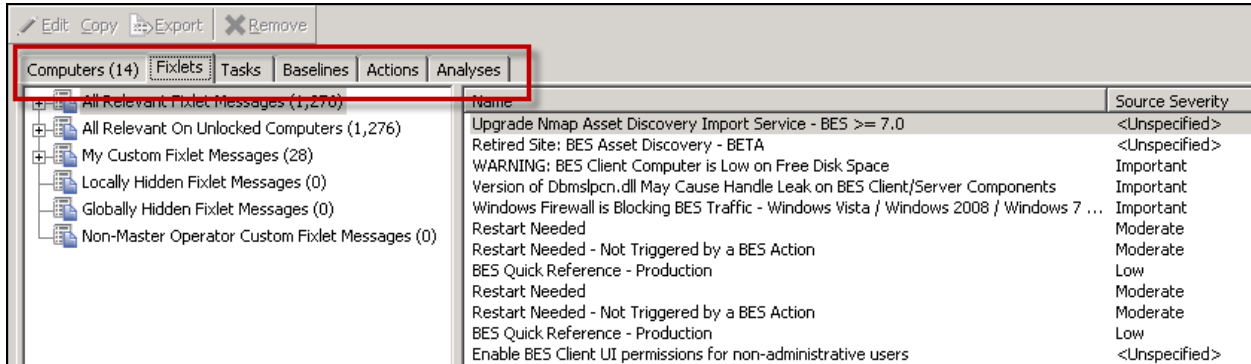 Edit Copy Export Remove
Computers (14) Fixlets Tasks Baselines Actions Analyses
All Relevant Fixlet Messages (1,276)
All Relevant On Unlocked Computers (1,276)
My Custom Fixlet Messages (28)
Locally Hidden Fixlet Messages (0)
Globally Hidden Fixlet Messages (0)
Non-Master Operator Custom Fixlet Messages (0)
Name Source Severity
Upgrade Nmap Asset Discovery Import Service - BES >= 7.0 <Unspecified>
Retired Site: BES Asset Discovery - BETA <Unspecified>
WARNING: BES Client Computer is Low on Free Disk Space Important
Version of Dbmslpcn.dll May Cause Handle Leak on BES Client/Server Components Important
Windows Firewall is Blocking BES Traffic - Windows Vista / Windows 2008 / Windows 7 ... Important
Restart Needed Moderate
Restart Needed - Not Triggered by a BES Action Moderate
BES Quick Reference - Production Low
Restart Needed Moderate
Restart Needed - Not Triggered by a BES Action Moderate
BES Quick Reference - Production Low
Enable BES Client UI permissions for non-administrative users <Unspecified>